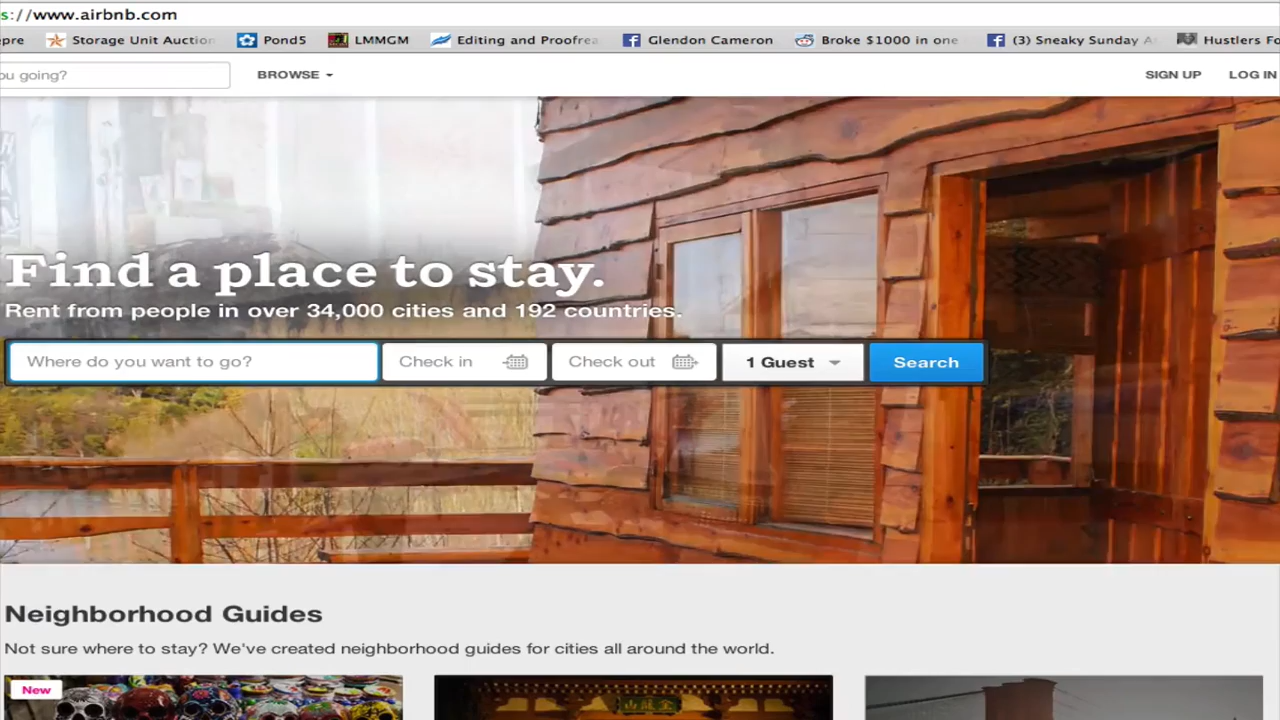 s://www.airbnb.com
pre Storage Unit Auction Pond5 LMMGM Editing and Proofrea Glendon Cameron Broke $1000 in one (3) Sneaky Sunday A Hustlers Fo
ou going? BROWSE SIGN UP LOG IN
Find a place to stay.
Rent from people in over 34,000 cities and 192 countries.
Where do you want to go? Check in Check out 1 Guest Search
Neighborhood Guides
Not sure where to stay? We've created neighborhood guides for cities all around the world.
New